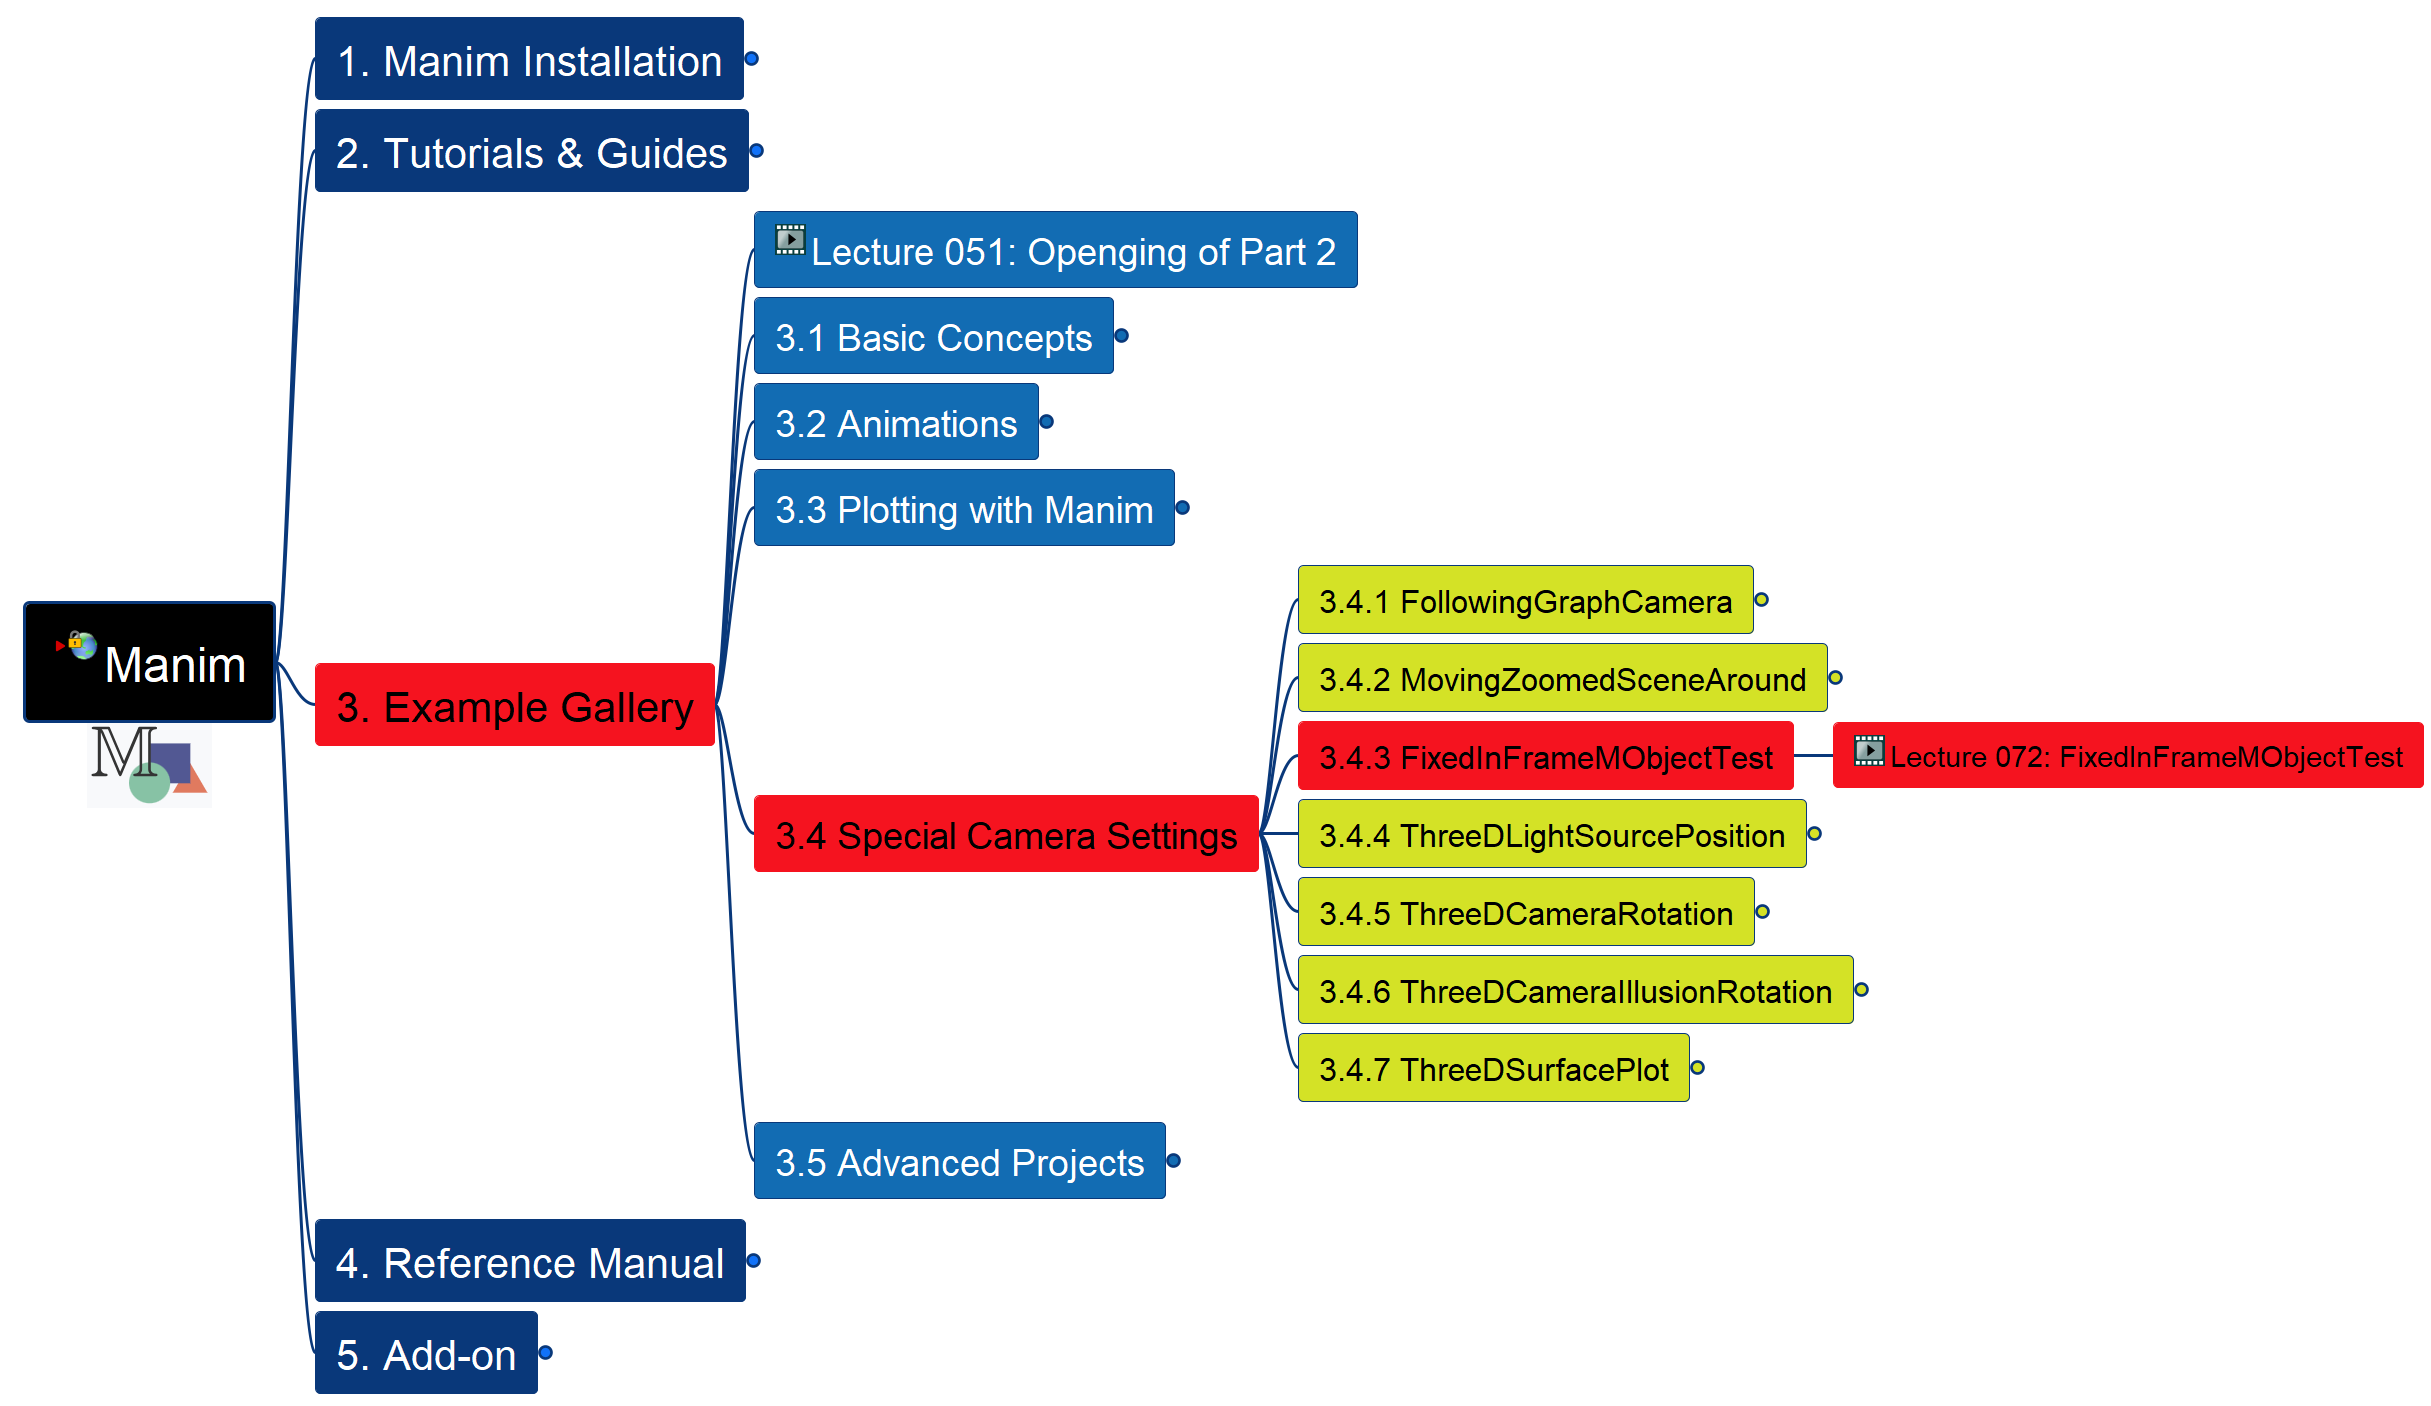 1. Manim Installation
2. Tutorials & Guides
Lecture 051: Openging of Part 2
3.1 Basic Concepts
3.2 Animations
3.3 Plotting with Manim
3.4.1 FollowingGraphCamera
3.4.2 MovingZoomedSceneAround
Manim
M
3. Example Gallery
3.4.3 FixedInFrameMObjectTest
Lecture 072: FixedInFrameMObjectTest
3.4 Special Camera Settings
3.4.4 ThreeDLightSourcePosition
3.4.5 ThreeDCameraRotation
3.4.6 ThreeDCameraIllusionRotation
3.4.7 ThreeDSurfacePlot
3.5 Advanced Projects
4. Reference Manual
5. Add-on